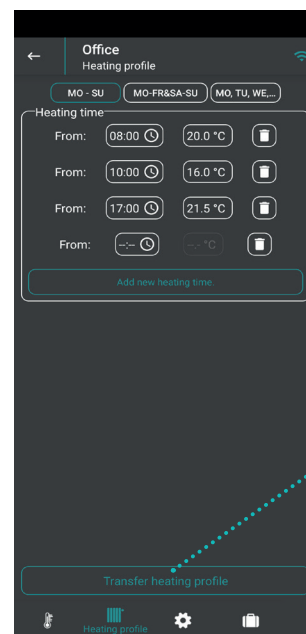 Office
Heating profile
MO - SU MO-FR&SA-SU MO, TU, WE,...
Heating time
From: 08:00 20.0 °C
From: 10:00 16.0 °C
From: 17:00 21.5 °C
From: --:-- --.- °C
Add new heating time.
Transfer heating profile
Heating profile